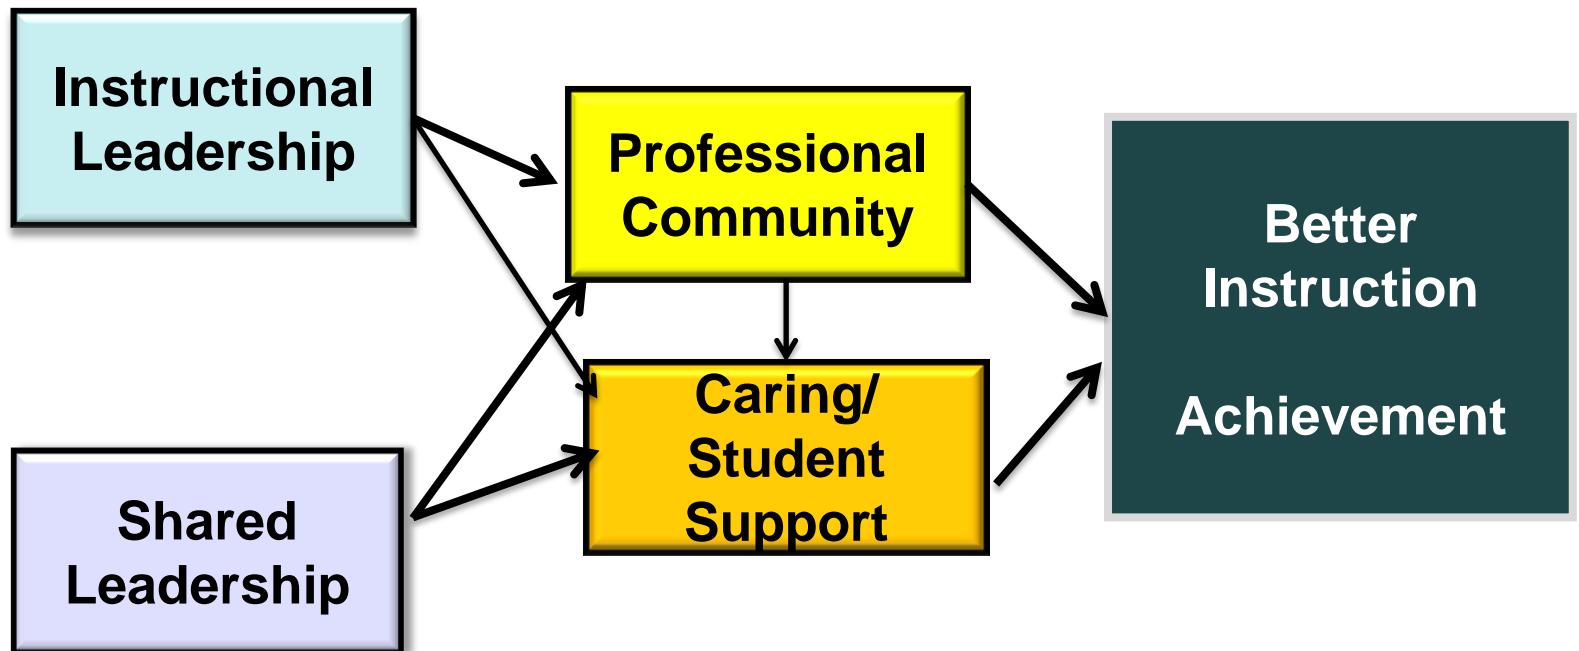 Instructional
Leadership
Professional
Community
Better
Instruction
Achievement
Caring/
Student
Support
Shared
Leadership